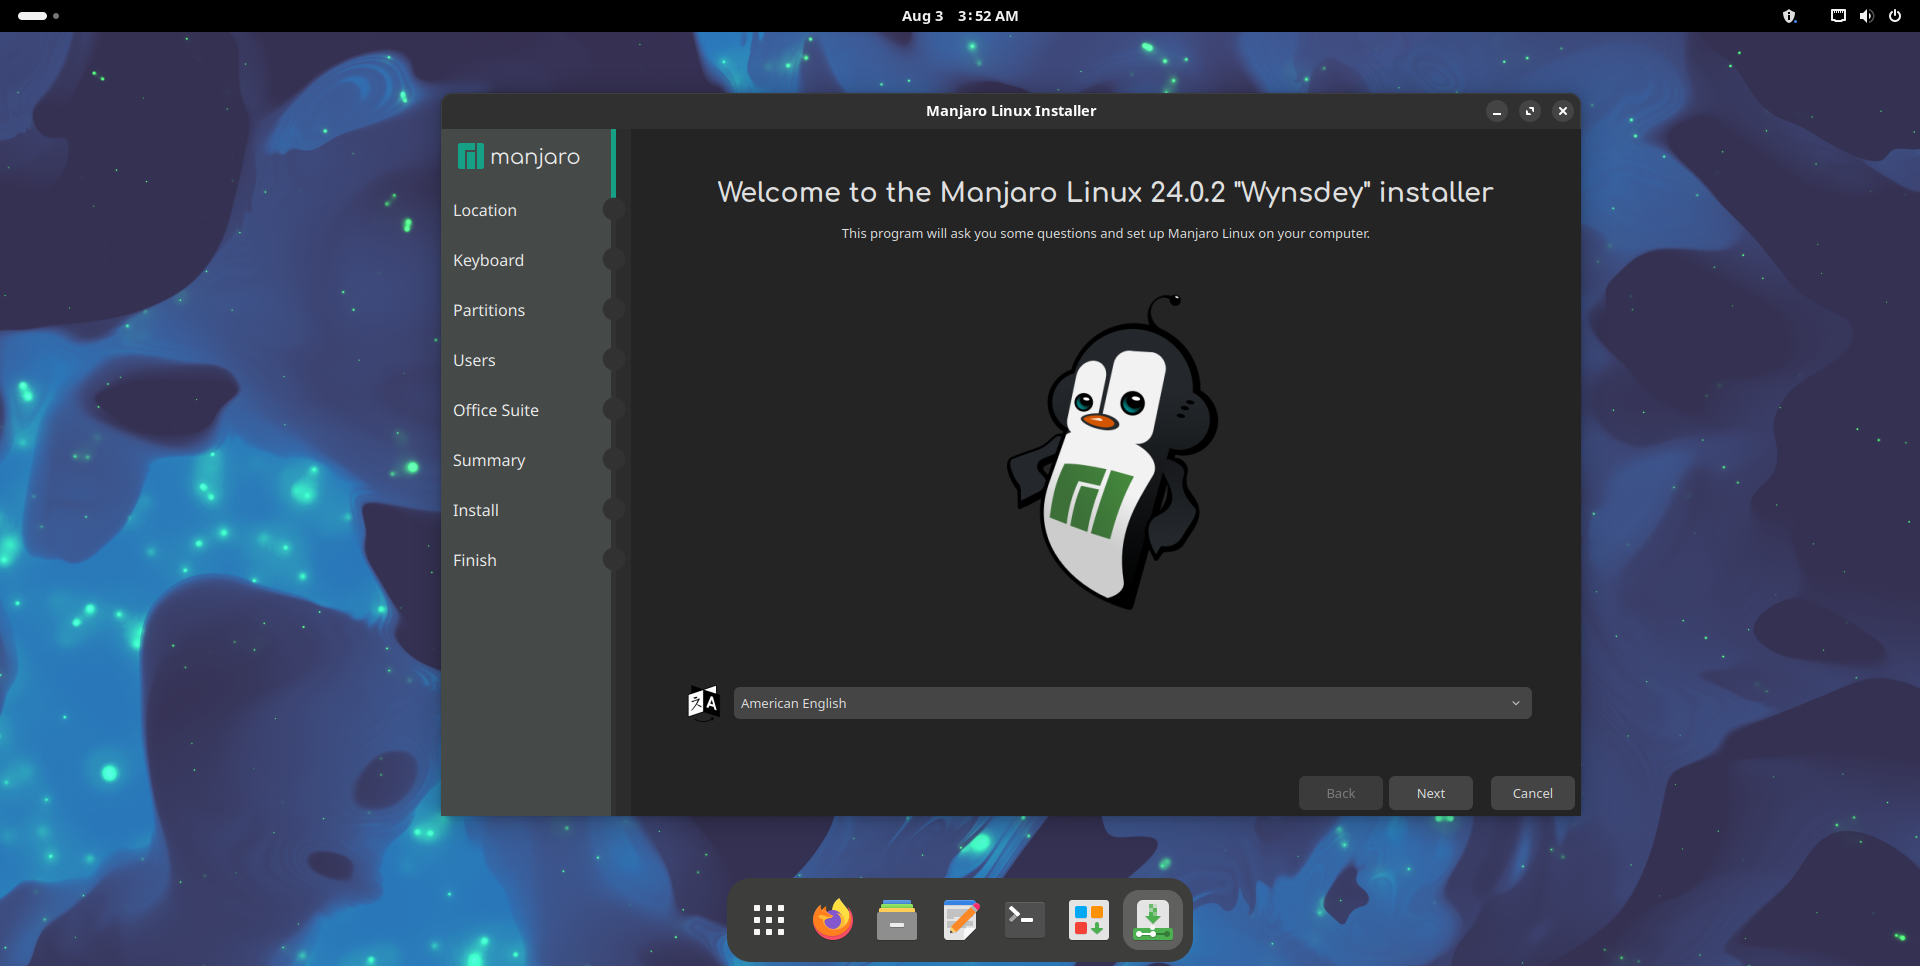 Aug 3 3:52 AM
Manjaro Linux Installer
manjaro
Location
Keyboard
Partitions
Users
Office Suite
Summary
Install
Finish
Welcome to the Manjaro Linux 24.0.2 "Wynsdey" installer
This program will ask you some questions and set up Manjaro Linux on your computer.
American English
Back
Next
Cancel